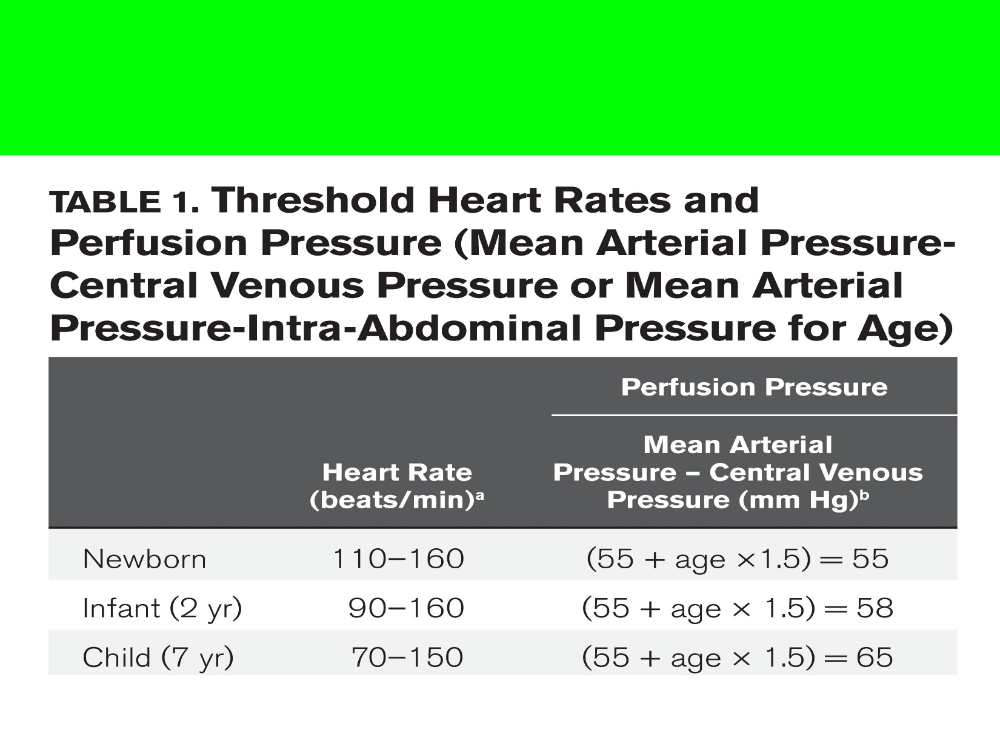 TABLE 1. Threshold Heart Rates and
Perfusion Pressure (Mean Arterial Pressure-
Central Venous Pressure or Mean Arterial
Pressure-Intra-Abdominal Pressure for Age)
Perfusion Pressure
Mean Arterial
Heart Rate Pressure – Central Venous
(beats/min)ᵃ Pressure (mm Hg)ᵇ
Newborn 110–160 (55 + age ×1.5) = 55
Infant (2 yr) 90–160 (55 + age × 1.5) = 58
Child (7 yr) 70–150 (55 + age × 1.5) = 65